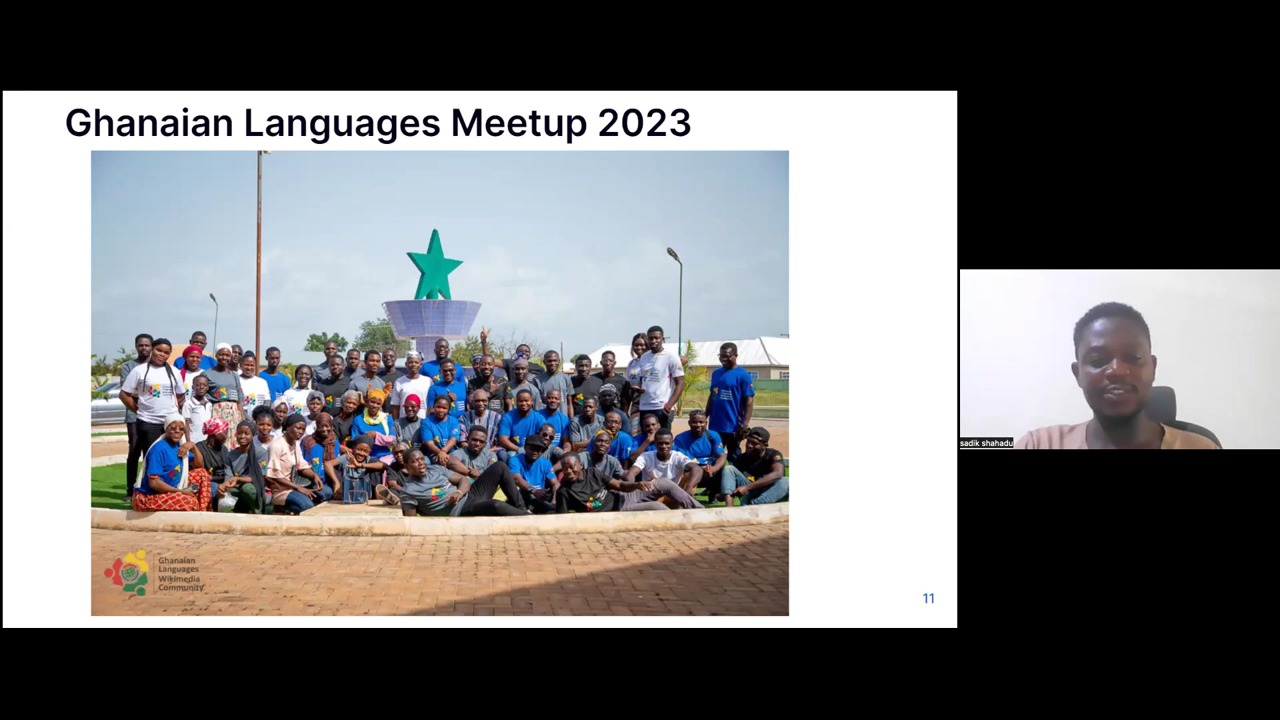 Ghanaian Languages Meetup 2023
Ghanaian
Languages
Wikimedia
Community
11
sadik shahadu